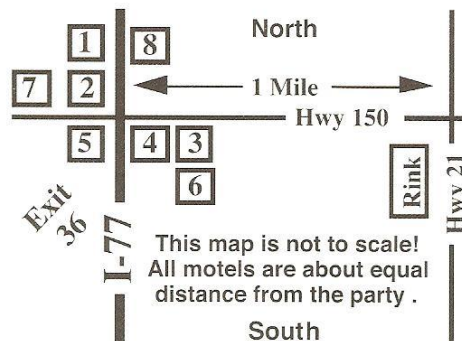 North
1
8
7
2
1 Mile
Hwy 150
5
4
3
6
Rink
Hwy 21
Exit
36
I-77
This map is not to scale!
All motels are about equal
distance from the party .
South